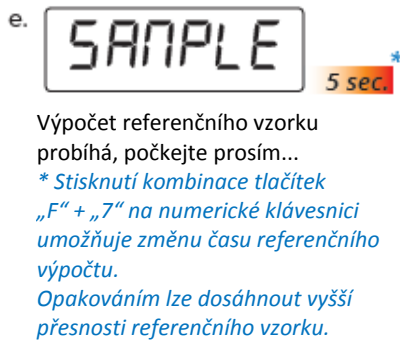 e.
SAMPLE
5 sec.*
Výpočet referenčního vzorku
probíhá, počkejte prosím...
* Stisknutí kombinace tlačítek
„F“ + „7“ na numerické klávesnici
umožňuje změnu času referenčního
výpočtu.
Opakováním lze dosáhnout vyšší
přesnosti referenčního vzorku.